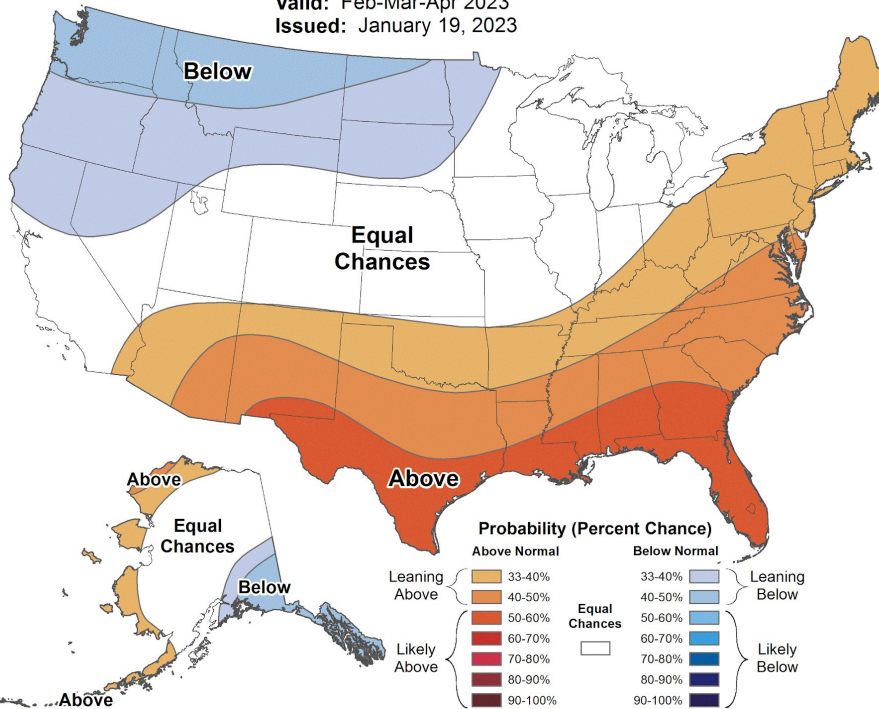 Valid: Feb-Mar-Apr 2023
Issued: January 19, 2023
Below
Equal
Chances
Above
Above
Equal
Chances
Below
Above
Probability (Percent Chance)
Above Normal
Below Normal
Leaning
Above
33-40%
40-50%
50-60%
60-70%
70-80%
80-90%
90-100%
Likely
Above
Equal
Chances
33-40%
40-50%
50-60%
60-70%
70-80%
80-90%
90-100%
Leaning
Below
Likely
Below